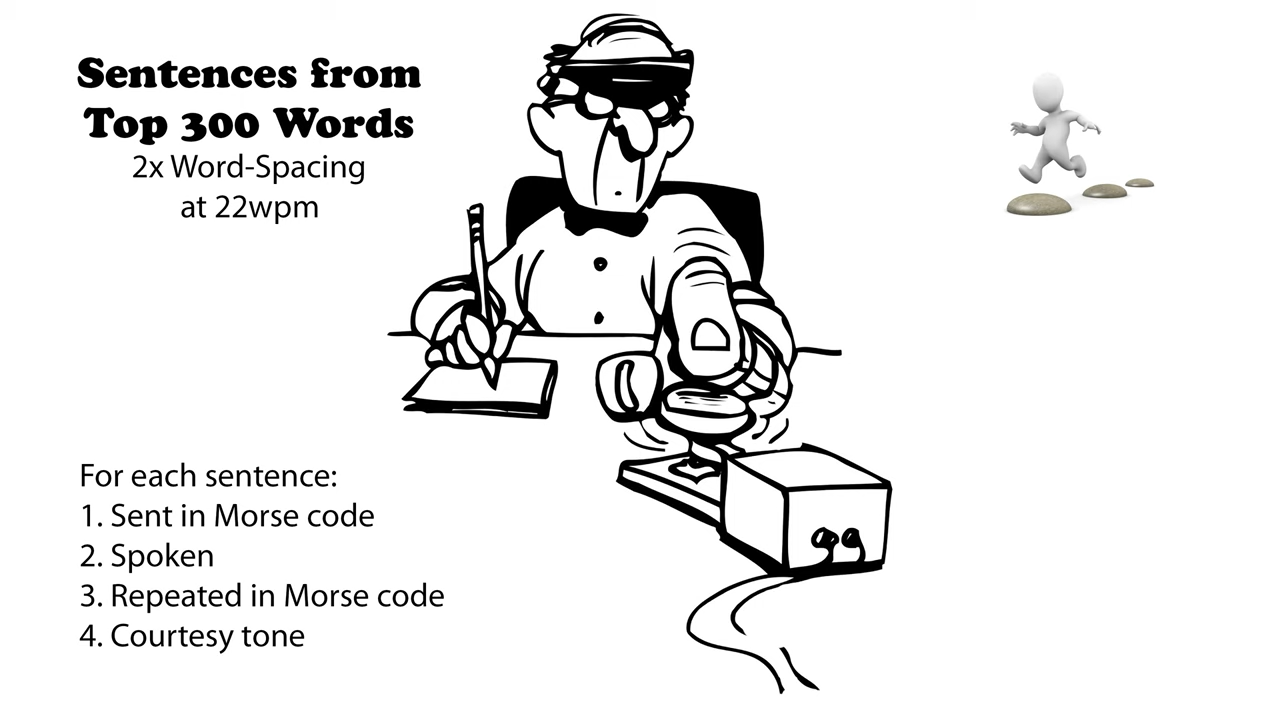 Sentences from
Top 300 Words
2x Word-Spacing
at 22wpm
For each sentence:
1. Sent in Morse code
2. Spoken
3. Repeated in Morse code
4. Courtesy tone